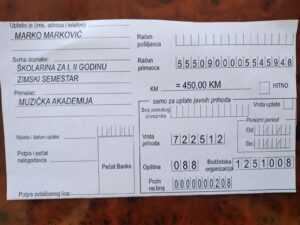 Uplatio je (ime, adresa i telefon)
MARKO MARKOVIĆ
Svrha doznake:
ŠKOLARINA ZA I, II GODINU
ZIMSKI SEMESTAR
Primalac:
MUZIČKA AKADEMIJA
Mjesto i datum uplate:
Potpis i pečat
nalogodavca
Pečat Banke
Potpis ovlašćenog lica:
Račun
pošiljaoca
Račun
primaoca 5550900005545948
KM = 450,00 KM HITNO
samo za uplate javnih prihoda
Broj poreskog
obveznika
Vrsta uplate
Vrsta
prihoda 722512
Poreski period
Od:
Do:
Opština 088
Budžetska
organizacija 1251008
Poziv
na broj 0000000208